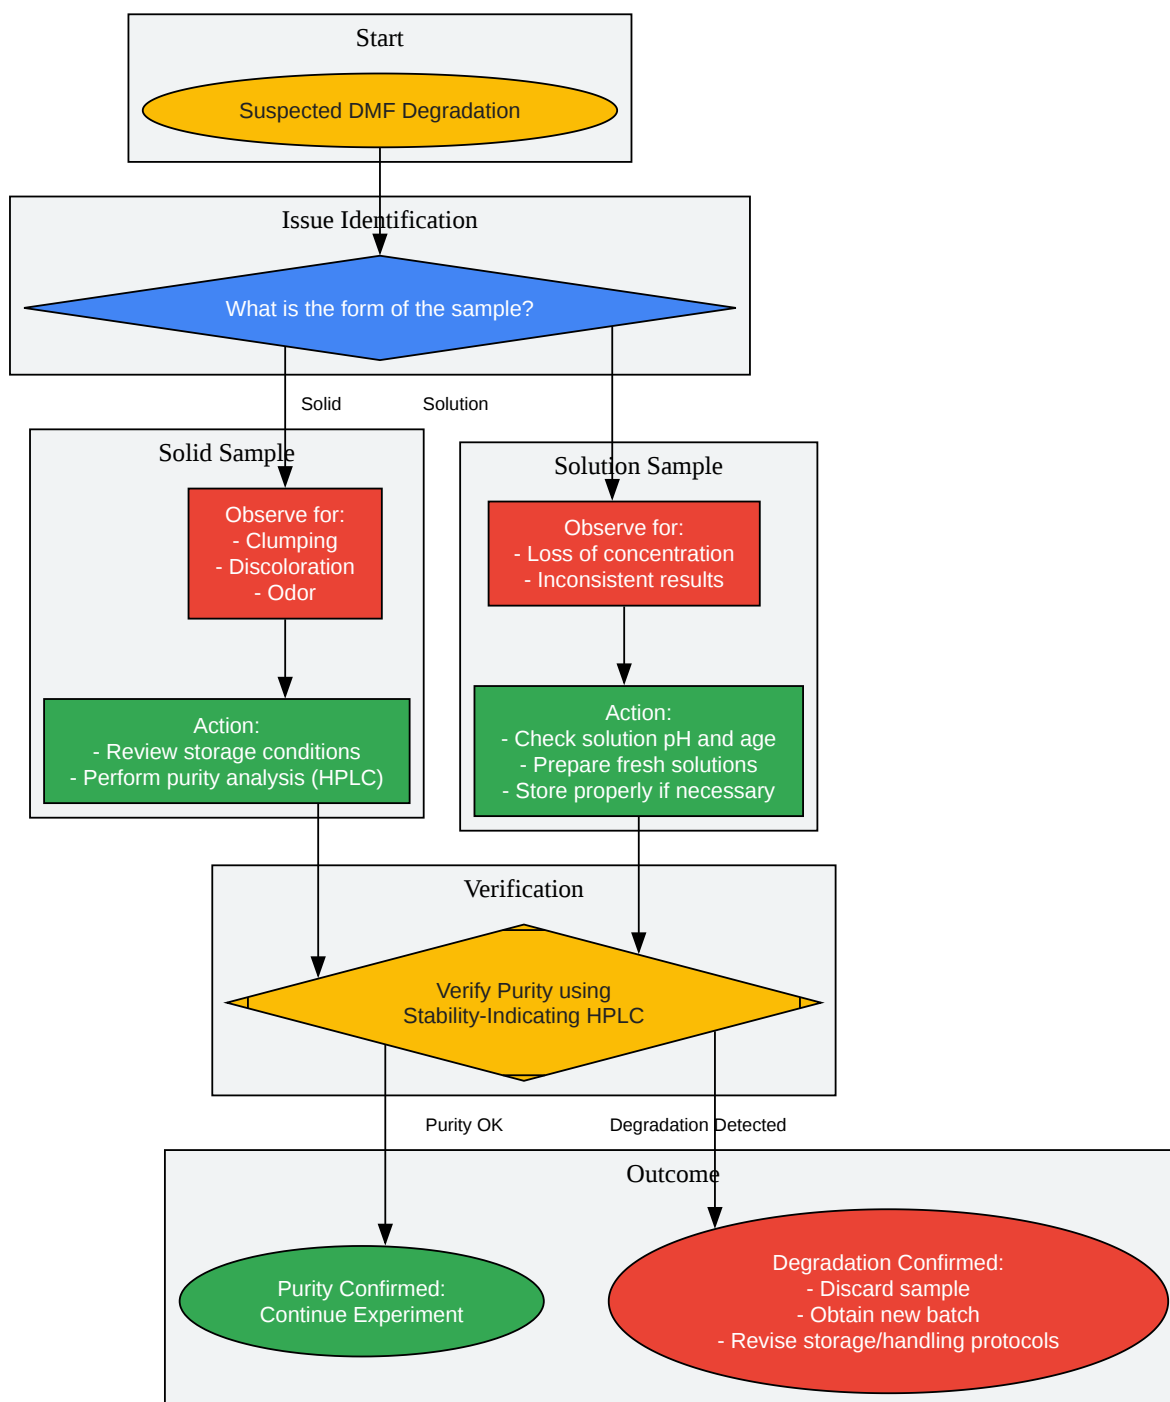 Start
Suspected DMF Degradation
Issue Identification
What is the form of the sample?
Solid
Solution
Solid Sample
Observe for:
- Clumping
- Discoloration
- Odor
Action:
- Review storage conditions
- Perform purity analysis (HPLC)
Solution Sample
Observe for:
- Loss of concentration
- Inconsistent results
Action:
- Check solution pH and age
- Prepare fresh solutions
- Store properly if necessary
Verification
Verify Purity using
Stability-Indicating HPLC
Purity OK
Degradation Detected
Outcome
Purity Confirmed:
Continue Experiment
Degradation Confirmed:
- Discard sample
- Obtain new batch
- Revise storage/handling protocols